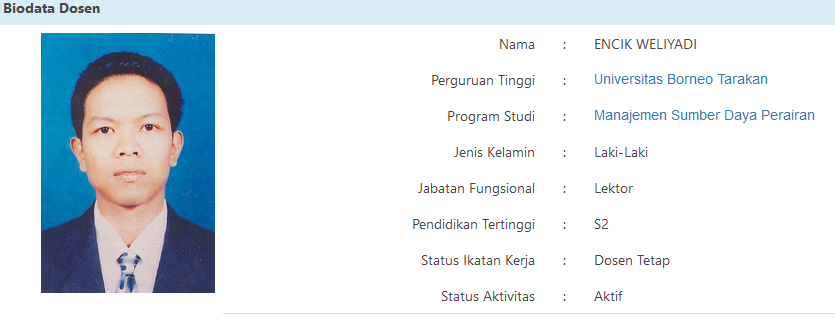 Biodata Dosen
Nama : ENCIK WELIYADI
Perguruan Tinggi : Universitas Borneo Tarakan
Program Studi : Manajemen Sumber Daya Perairan
Jenis Kelamin : Laki-Laki
Jabatan Fungsional : Lektor
Pendidikan Tertinggi : S2
Status Ikatan Kerja : Dosen Tetap
Status Aktivitas : Aktif